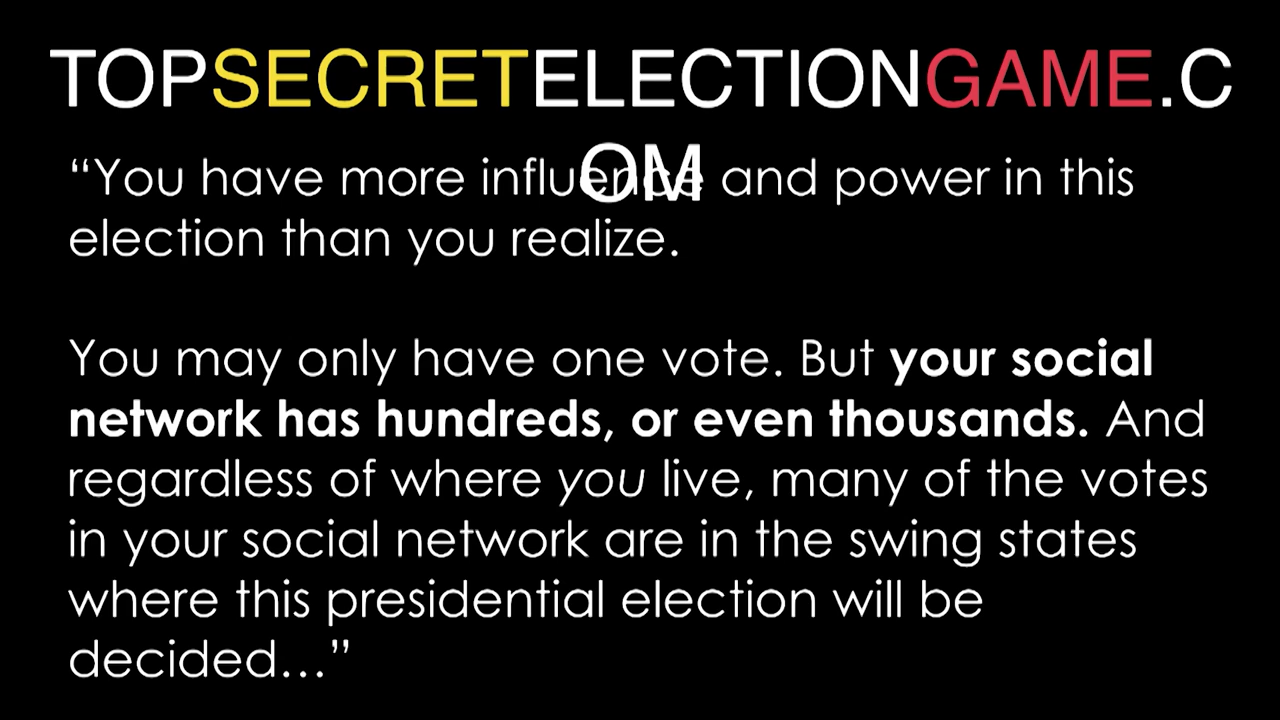 TOPSECRETELECTIONGAME.C
OM
“You have more influence and power in this
election than you realize.
You may only have one vote. But your social
network has hundreds, or even thousands. And
regardless of where you live, many of the votes
in your social network are in the swing states
where this presidential election will be
decided…”